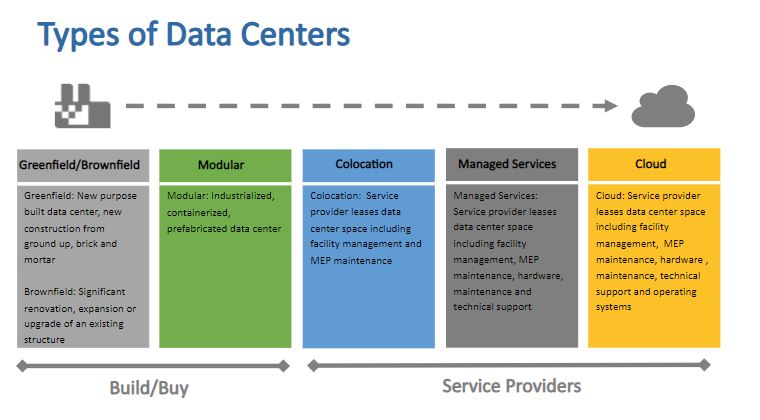 Types of Data Centers
Greenfield/Brownfield
Modular
Colocation
Managed Services
Cloud
Greenfield: New purpose
built data center, new
construction from
ground up, brick and
mortar
Brownfield: Significant
renovation, expansion or
upgrade of an existing
structure
Modular: Industrialized,
containerized,
prefabricated data center
Colocation: Service
provider leases data
center space including
facility management and
MEP maintenance
Managed Services:
Service provider leases
data center space
including facility
management, MEP
maintenance, hardware,
maintenance and
technical support
Cloud: Service provider
leases data center space
including facility
management, MEP
maintenance, hardware ,
maintenance, technical
support and operating
systems
Build/Buy
Service Providers